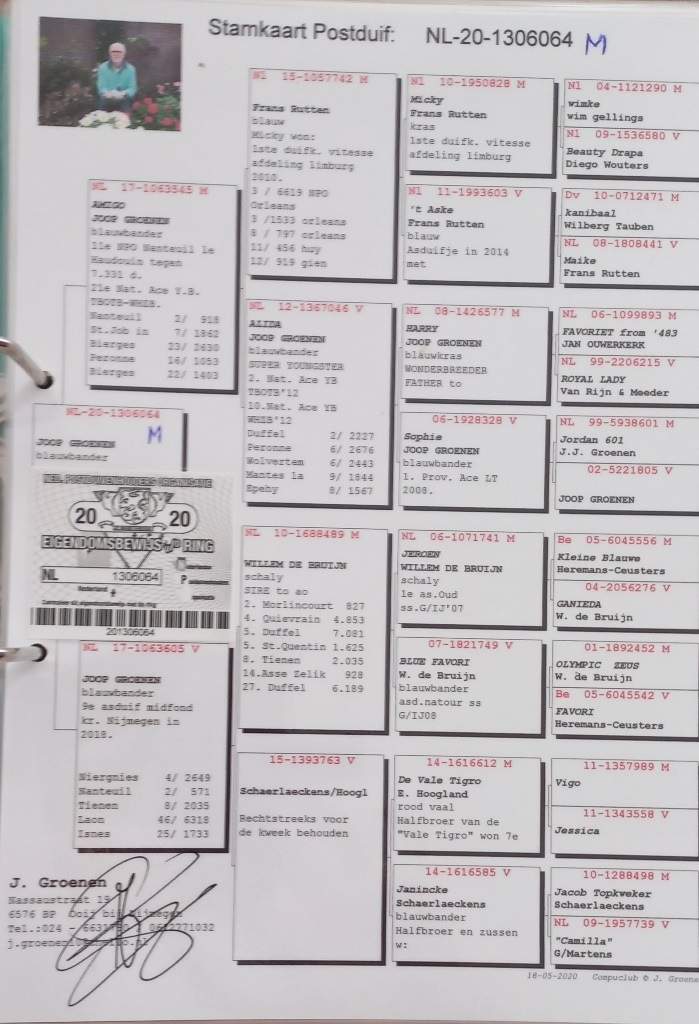 Stamkaart Postduif: NL-20-1306064 M
NL 17-1063545 M
AMIGO
JOOP GROENEN
blauwbander
11e NPO Nanteuil le
Haudouin tegen
7.331 d.
21e Nat. Ace Y.B.
TBOTB-WHZB.
Nanteuil 2/ 918
St.Job in 7/ 1862
Bierges 23/ 2630
Peronne 16/ 1053
Bierges 22/ 1403
NL-20-1306064
M
JOOP GROENEN
blauwbander
NED. POSTDUIVENHOUDERS ORGANISATIE
20 20
EIGENDOMSBEWIJS RING
NL 1306064
Nederland
P
201306064
NL 17-1063605 V
JOOP GROENEN
blauwbander
9e asduif midfond
kr. Nijmegen in
2018.
Niergnies 4/ 2649
Nanteuil 2/ 571
Tienen 8/ 2035
Laon 46/ 6318
Isnes 25/ 1733
J. Groenen
Nassaustraat 19
6576 BP Ooij bij Nijmegen
Tel.:024 -
Nl 15-1057742 M
Frans Rutten
blauw
Micky won:
1ste duifk. vitesse
afdeling limburg
2010.
3 / 6619 NPO
Orleans
3 /1533 orleans
8 / 797 orleans
11/ 456 huy
12/ 919 gien
NL 12-1367046 V
ALIDA
JOOP GROENEN
blauwbander
SUPER YOUNGSTER
2. Nat. Ace YB
TBOTB'12
10.Nat. Ace YB
WHZB'12
Duffel 2/ 2227
Peronne 6/ 2676
Wolvertem 6/ 2443
Mantes la 9/ 1844
Epehy 8/ 1567
NL 10-1688489 M
WILLEM DE BRUIJN
schaly
SIRE to ao
2. Morlincourt 827
4. Quievrain 4.853
5. Duffel 7.081
5. St.Quentin 1.625
8. Tienen 2.035
14.Asse Zelik 928
27. Duffel 6.189
15-1393763 V
Schaerlaeckens/Hoogl
Rechtstreeks voor
de kweek behouden
Nl 10-1950828 M
Micky
Frans Rutten
kras
1ste duifk. vitesse
afdeling limburg
Nl 11-1993603 V
't Aske
Frans Rutten
blauw
Asduifje in 2014
met
NL 08-1426577 M
HARRY
JOOP GROENEN
blauwkras
WONDERBREEDER
FATHER to
06-1928328 V
Sophie
JOOP GROENEN
blauwbander
1. Prov. Ace LT
2008.
NL 06-1071741 M
JEROEN
WILLEM DE BRUIJN
schaly
1e as.Oud
ss.G/IJ'07
07-1821749 V
BLUE FAVORI
W. de Bruijn
blauwbander
asd.natour ss
G/IJ08
14-1616612 M
De Vale Tigro
E. Hoogland
rood vaal
Halfbroer van de
"Vale Tigro" won 7e
14-1616585 V
Janincke
Schaerlaeckens
blauwbander
Halfbroer en zussen
w:
Nl 04-1121290 M
wimke
wim gellings
Nl 09-1536580 V
Beauty Drapa
Diego Wouters
Dv 10-0712471 M
kanibaal
Wilberg Tauben
NL 08-1808441 V
Maike
Frans Rutten
NL 06-1099893 M
FAVORIET from '483
JAN OUWERKERK
NL 99-2206215 V
ROYAL LADY
Van Rijn & Meeder
NL 99-5938601 M
Jordan 601
J.J. Groenen
02-5221805 V
JOOP GROENEN
Be 05-6045556 M
Kleine Blauwe
Heremans-Ceusters
04-2056276 V
GANIEDA
W. de Bruijn
01-1892452 M
OLYMPIC ZEUS
W. de Bruijn
Be 05-6045542 V
FAVORI
Heremans-Ceusters
11-1357989 M
Vigo
11-1343558 V
Jessica
10-1288498 M
Jacob Topkweker
Schaerlaeckens
NL 09-1957739 V
"Camilla"
G/Martens
18-05-2020 Compuclub © J. Groenen